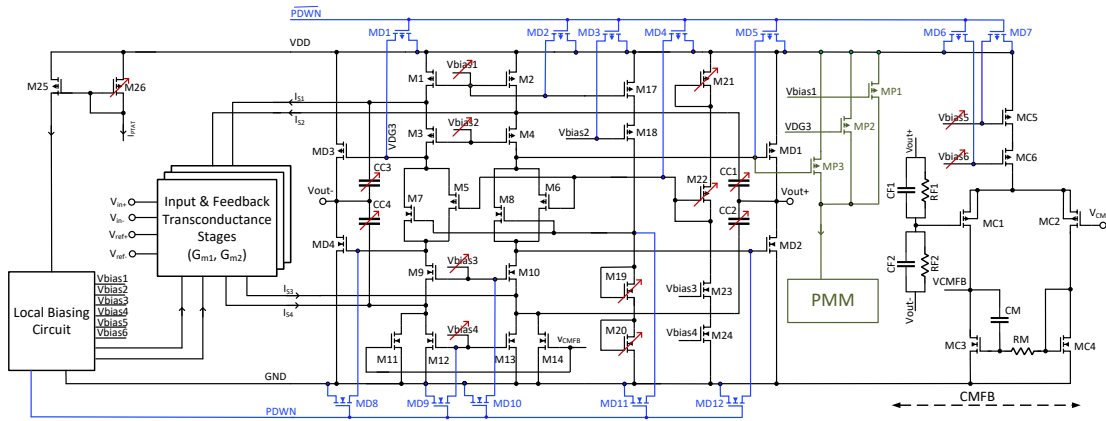 PDWN
MD1
MD2
MD3
MD4
MD5
MD6
MD7
VDD
M25
M26
IPTAT
M1
Vbias1
M2
M17
M21
Vbias1
MP1
Vbias5
MC5
IS1
IS2
VDG3
M3
Vbias2
M4
Vbias2
M18
VDG3
MP2
Vbias6
MC6
Vout+
MD3
CC3
MD1
MP3
CF1
RF1
Input & Feedback
Transconductance
Stages
(Gm1, Gm2)
Vin+
Vin-
Vref+
Vref-
Vout-
CC4
M7
M5
M8
M6
M22
CC1
CC2
Vout+
MC1
MC2
VCM
MD4
MD2
CF2
RF2
Vout-
M9
Vbias3
M10
M19
Vbias3
M23
PMM
VCMFB
Local Biasing
Circuit
Vbias1
Vbias2
Vbias3
Vbias4
Vbias5
Vbias6
IS3
IS4
CM
M11
M12
Vbias4
M13
M14
VCMFB
M20
Vbias4
M24
MC3
RM
MC4
GND
MD8
MD9
MD10
MD11
MD12
PDWN
CMFB